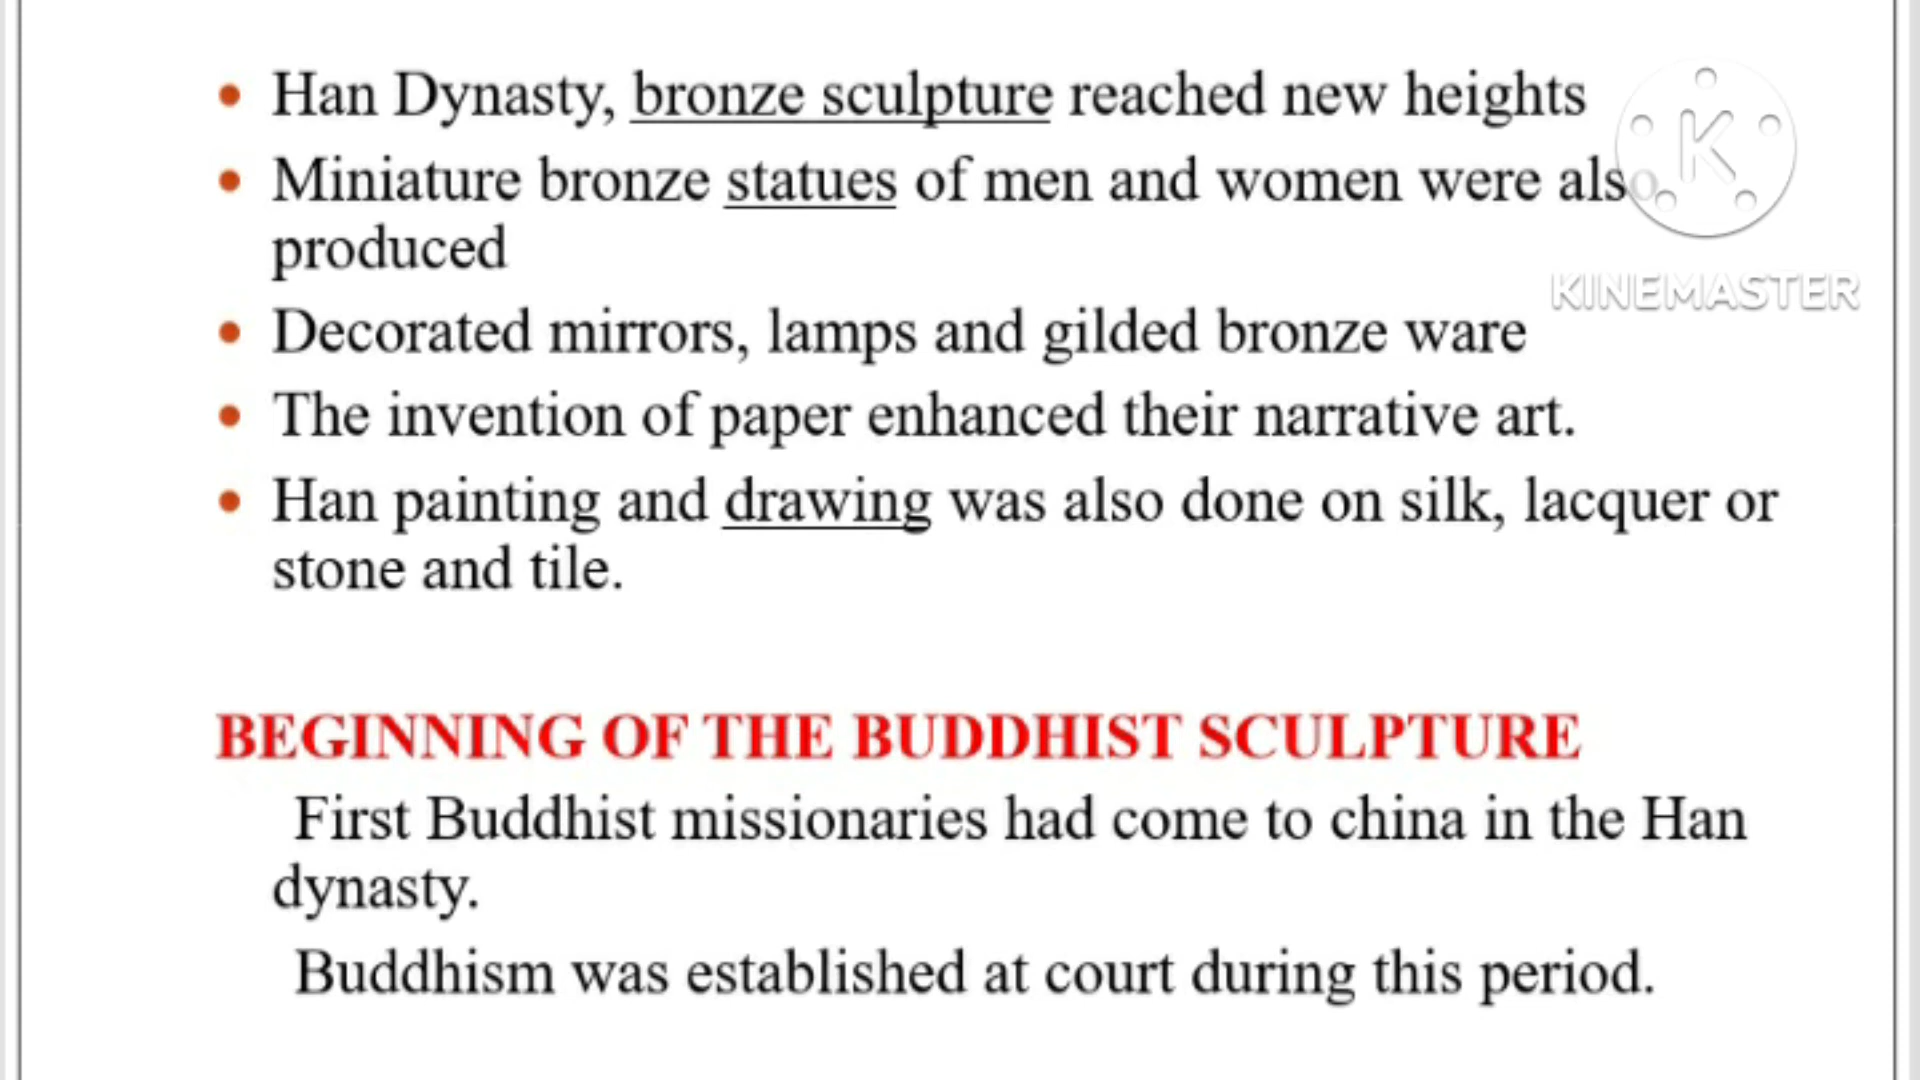 Han Dynasty, bronze sculpture reached new heights
Miniature bronze statues of men and women were also
produced
KINEMASTER
Decorated mirrors, lamps and gilded bronze ware
The invention of paper enhanced their narrative art.
Han painting and drawing was also done on silk, lacquer or
stone and tile.
BEGINNING OF THE BUDDHIST SCULPTURE
First Buddhist missionaries had come to china in the Han
dynasty.
Buddhism was established at court during this period.